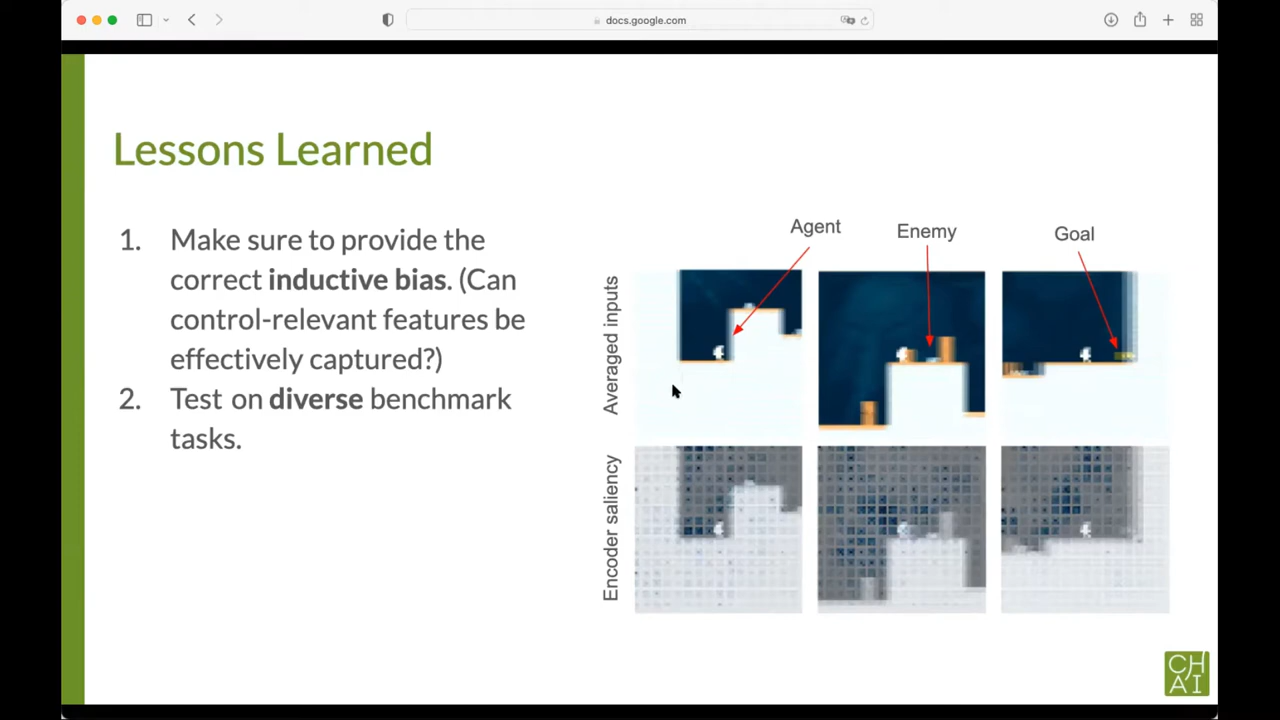 docs.google.com
Lessons Learned
1. Make sure to provide the
correct inductive bias. (Can
control-relevant features be
effectively captured?)
2. Test on diverse benchmark
tasks.
Agent
Enemy
Goal
Averaged inputs
Encoder saliency
CH
A'I